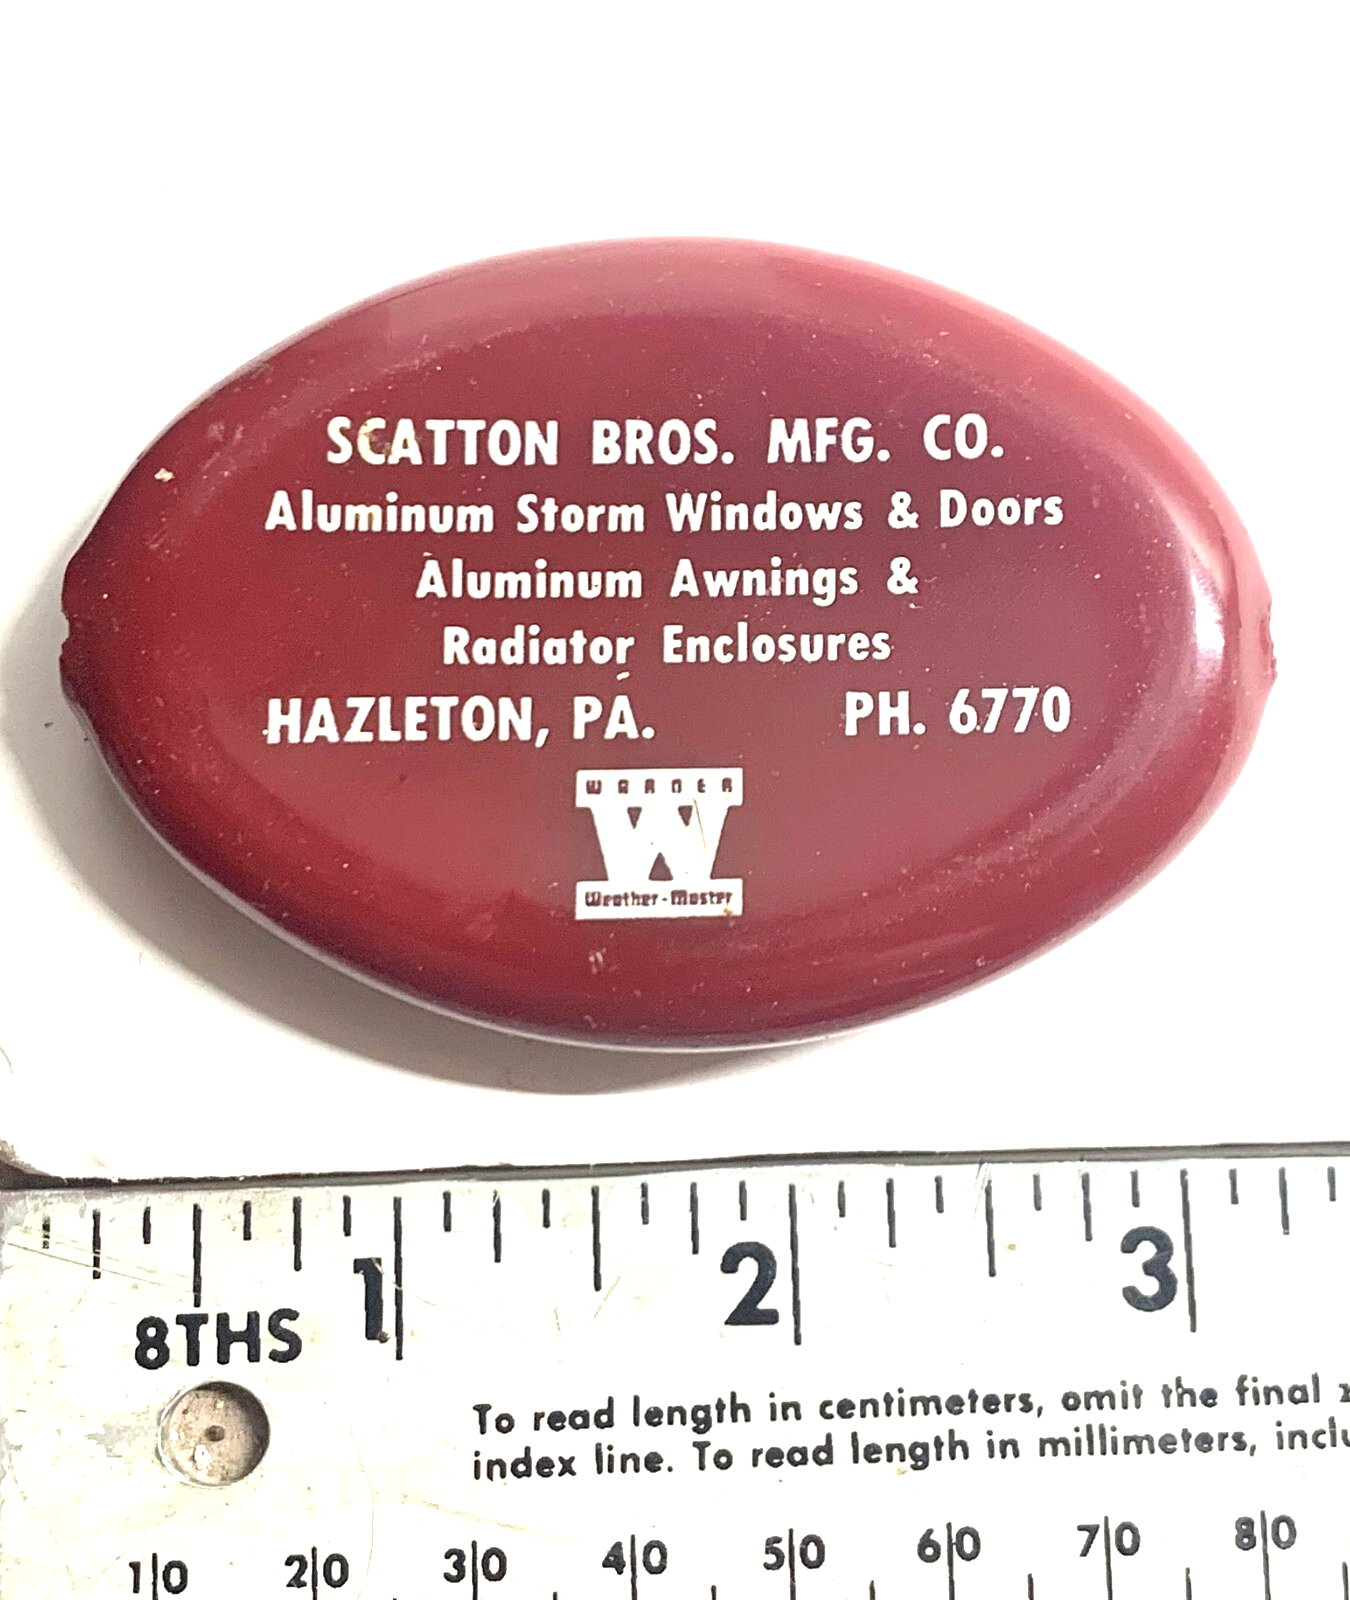 SCATTON BROS. MFG. CO.
Aluminum Storm Windows & Doors
Aluminum Awnings &
Radiator Enclosures
HAZLETON, PA. PH. 6770
WARNER
W
Weather-Master
1 2 3
8THS
To read length in centimeters, omit the final
index line. To read length in millimeters,
10 20 30 40 50 60 70 80